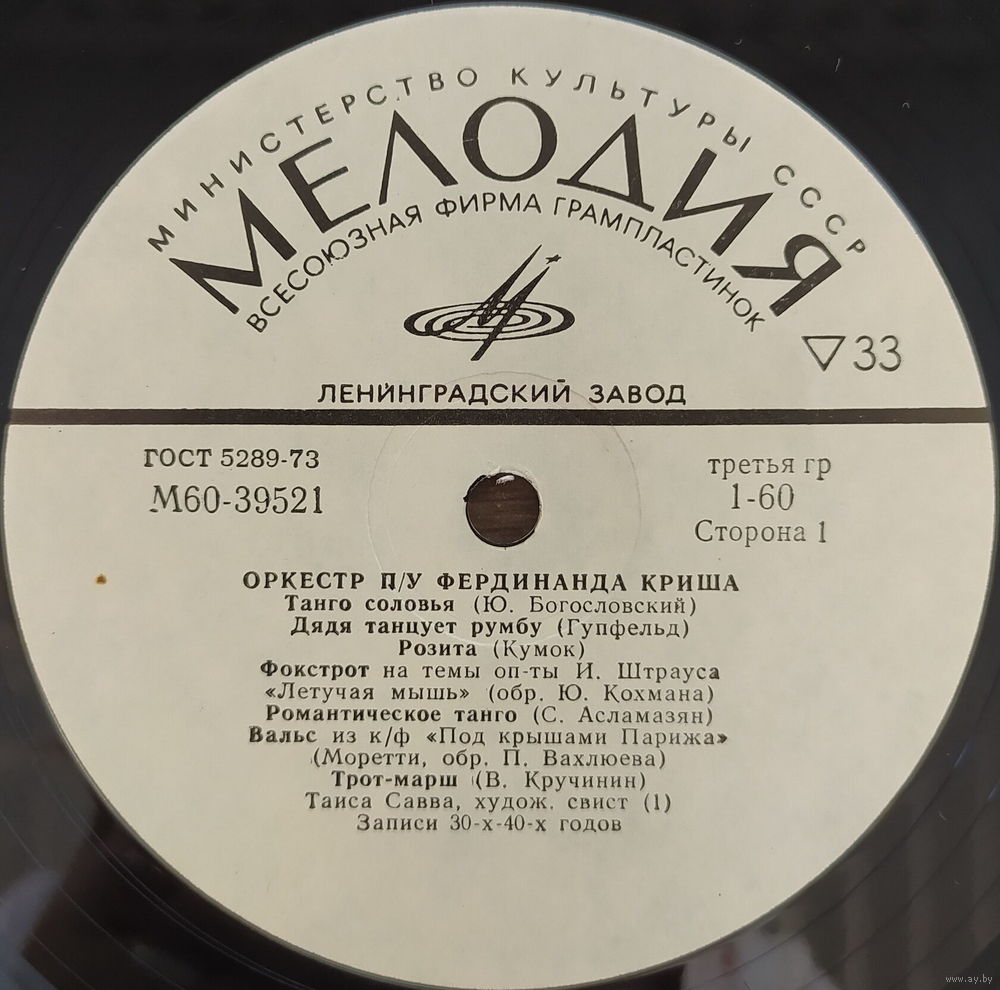 МИНИСТЕРСТВО КУЛЬТУРЫ СССР
МЕЛОДИЯ
ВСЕСОЮЗНАЯ ФИРМА ГРАМПЛАСТИНОК
33
ЛЕНИНГРАДСКИЙ ЗАВОД
ГОСТ 5289-73
М60-39521
третья гр
1-60
Сторона 1
ОРКЕСТР П/У ФЕРДИНАНДА КРИША
Танго соловья (Ю. Богословский)
Дядя танцует румбу (Гупфельд)
Розита (Кумок)
Фокстрот на темы оп-ты И. Штрауса
«Летучая мышь» (обр. Ю. Кохмана)
Романтическое танго (С. Асламазян)
Вальс из к/ф «Под крышами Парижа»
(Моретти, обр. П. Вахлюева)
Трот-марш (В. Кручинин)
Таиса Савва, худож. свист (1)
Записи 30-х-40-х годов
www.ay.by